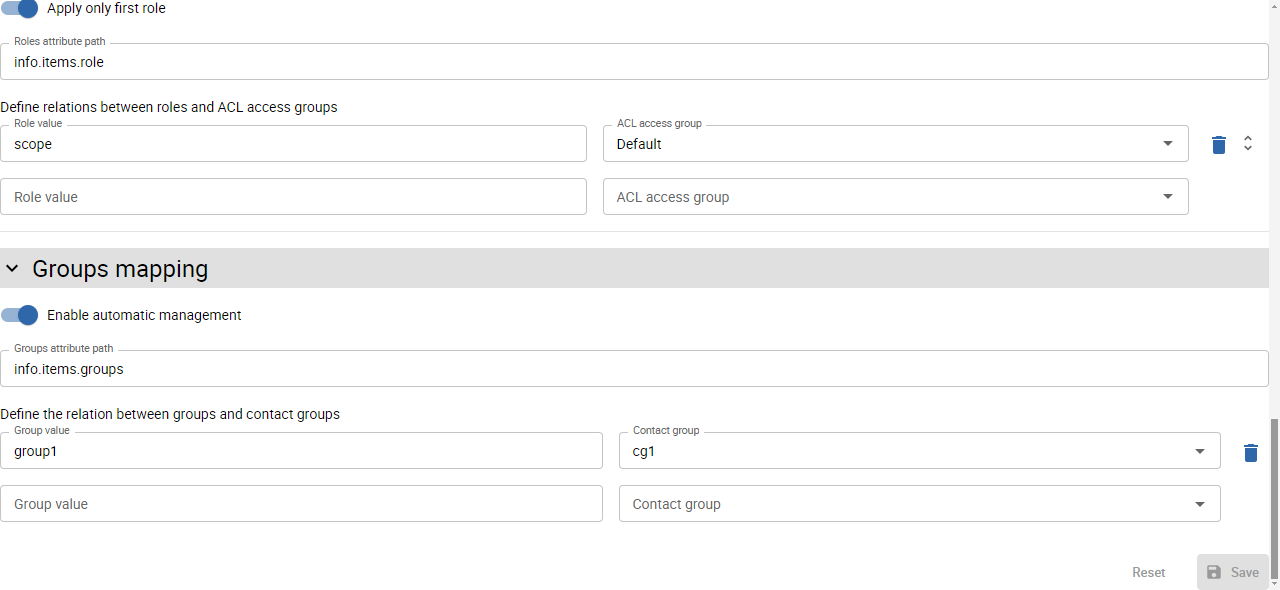 Apply only first role
Roles attribute path
info.items.role
Define relations between roles and ACL access groups
Role value
ACL access group
scope
Default
Role value
ACL access group
Groups mapping
Enable automatic management
Groups attribute path
info.items.groups
Define the relation between groups and contact groups
Group value
Contact group
group1
cg1
Group value
Contact group
Reset
Save